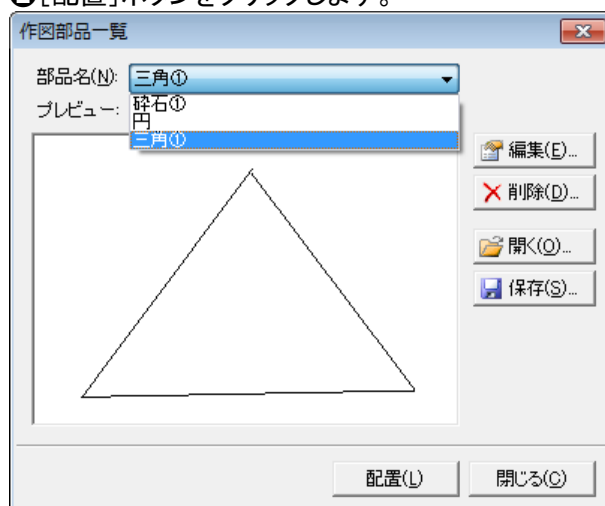 [配置]ボタンをクリックします。
作図部品一覧
部品名(N): 三角①
プレビュー: 砕石①
円
三角①
編集(E)...
削除(D)...
開く(O)...
保存(S)...
配置(L) 閉じる(C)